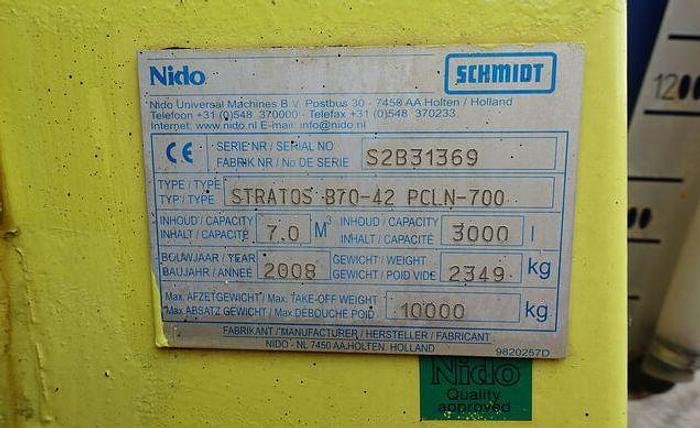 Nido SCHMIDT
Nido Universal Machines B.V. Postbus 30 - 7450 AA Holten / Holland
Telefoon +31 (0)548 370000 - Telefax +31 (0)548 370233
Internet: www.nido.nl E-mail: info@nido.nl
CE
SERIE NR / SERIAL NO
FABRIK NR / No DE SERIE S2B31369
TYPE / TYPE
TYP / TYPE STRATOS B70-42 PCLN-700
INHOUD / CAPACITY
INHALT / CAPACITY 7.0 M3
INHOUD / CAPACITY
INHALT / CAPACITY 3000 l
BOUWJAAR / YEAR
BAUJAHR / ANNEE 2008
GEWICHT / WEIGHT
GEWICHT / POID VIDE 2349 kg
Max. AFZETGEWICHT / Max. TAKE-OFF WEIGHT
Max. ABSATZ GEWICHT / Max DEBOUCHE POID 10000 kg
FABRIKANT / MANUFACTURER / HERSTELLER / FABRICANT
NIDO - NL 7450 AA HOLTEN, HOLLAND
9820257D
Nido
Quality
approved
1200